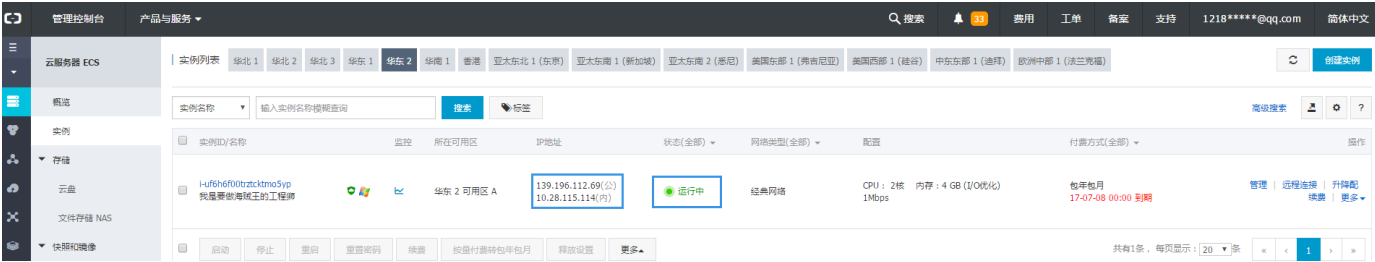 管理控制台 产品与服务 搜索 33 费用 工单 备案 支持 1218*****@qq.com 简体中文
云服务器 ECS
实例列表 华北 1 华北 2 华北 3 华东 1 华东 2 华南 1 香港 亚太东北 1 (东京) 亚太东南 1 (新加坡) 亚太东南 2 (悉尼) 美国东部 1 (弗吉尼亚) 美国西部 1 (硅谷) 中东东部 1 (迪拜) 欧洲中部 1 (法兰克福) 创建实例
概览
实例名称 输入实例名称模糊查询 搜索 标签 高级搜索 ?
实例
实例ID/名称 监控 所在可用区 IP地址 状态(全部) 网络类型(全部) 配置 付费方式(全部) 操作
存储
云盘
文件存储 NAS
i-uf6h6f00trztcktmo5yp
我是要做海贼王的工程师
华东 2 可用区 A
139.196.112.69(公)
10.28.115.114(内)
运行中
经典网络
CPU： 2核 内存：4 GB (I/O优化)
1Mbps
包年包月
17-07-08 00:00 到期
管理 | 远程连接 | 升降配
续费 | 更多
快照和镜像
启动 停止 重启 重置密码 续费 按量付费转包年包月 释放设置 更多
共有1条， 每页显示：20 条 « ‹ 1 › »